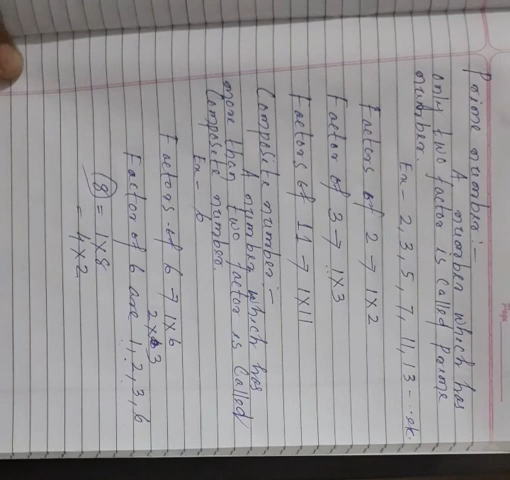 Prime number :-
A number which has
only two factor is called prime
number.
Ex- 2, 3, 5, 7, 11, 13 -..
Factors of 2 → 1×2
Factor of 3 → 1×3
Factors of 11 → 1×11
Composite number :-
A number which has
more than two factor is called
Composite number.
Ex- 6
Factors of 6 → 1×6
2×3
Factor of 6 are 1, 2, 3, 6
8 = 1×8
= 4×2